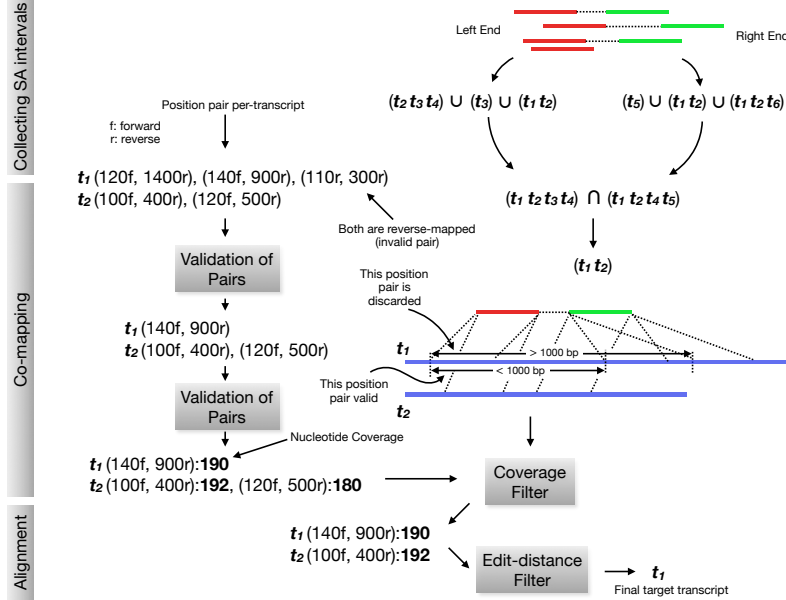 Collecting SA intervals
Left End
Right End
Position pair per-transcript
f: forward
r: reverse
(t2 t3 t4) ∪ (t3) ∪ (t1 t2)
(t5) ∪ (t1 t2) ∪ (t1 t2 t6)
t1 (120f, 1400r), (140f, 900r), (110r, 300r)
t2 (100f, 400r), (120f, 500r)
(t1 t2 t3 t4) ∩ (t1 t2 t4 t5)
Both are reverse-mapped
(invalid pair)
(t1 t2)
Co-mapping
Validation of
Pairs
This position
pair is
discarded
t1 (140f, 900r)
t2 (100f, 400r), (120f, 500r)
t1
> 1000 bp
< 1000 bp
This position
pair valid
t2
Validation of
Pairs
Nucleotide Coverage
t1 (140f, 900r):190
t2 (100f, 400r):192, (120f, 500r):180
Coverage
Filter
Alignment
t1 (140f, 900r):190
t2 (100f, 400r):192
Edit-distance
Filter
t1
Final target transcript